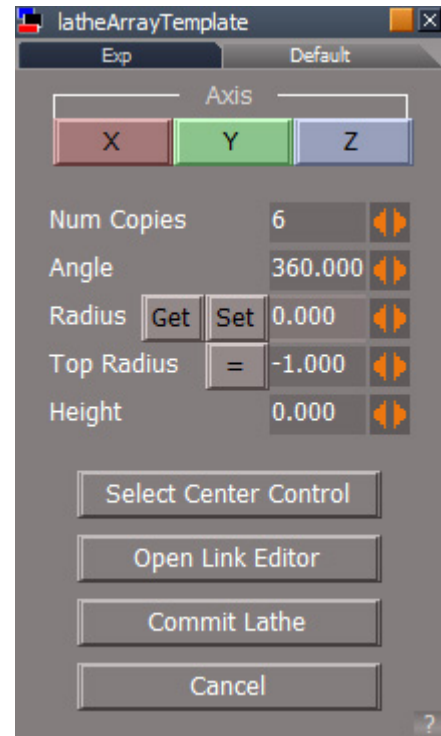 latheArrayTemplate
Exp Default
Axis
X Y Z
Num Copies 6
Angle 360.000
Radius Get Set 0.000
Top Radius = -1.000
Height 0.000
Select Center Control
Open Link Editor
Commit Lathe
Cancel
?